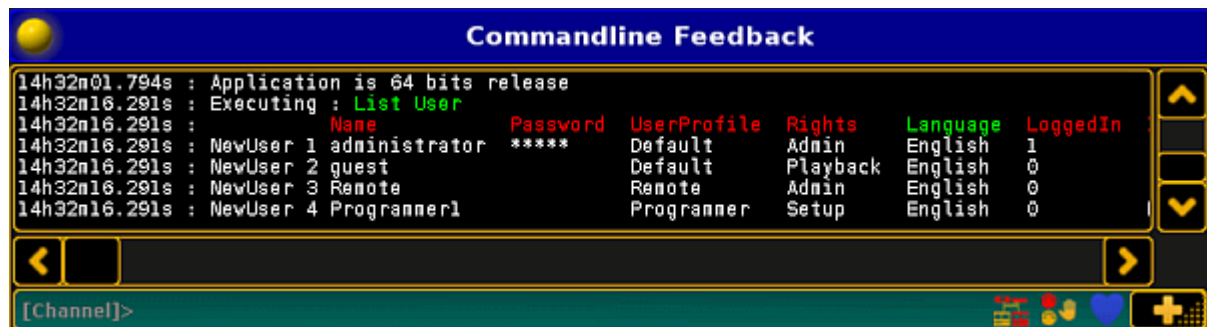 Commandline Feedback
14h32m01.794s : Application is 64 bits release
14h32m16.291s : Executing : List User
14h32m16.291s : Name Password UserProfile Rights Language LoggedIn
14h32m16.291s : NewUser 1 administrator ***** Default Admin English 1
14h32m16.291s : NewUser 2 guest Default Playback English 0
14h32m16.291s : NewUser 3 Remote Remote Admin English 0
14h32m16.291s : NewUser 4 Programmer1 Programmer Setup English 0
[Channel]>